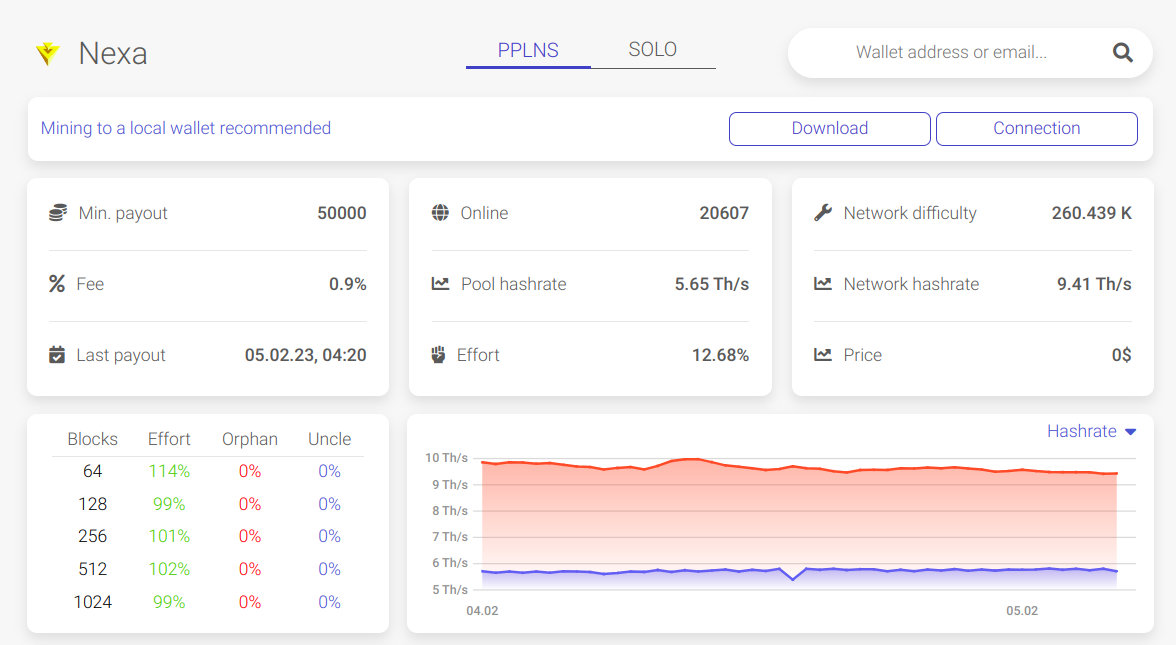 Nexa
PPLNS SOLO
Wallet address or email...
Mining to a local wallet recommended
Download Connection
Min. payout 50000
Fee 0.9%
Last payout 05.02.23, 04:20
Online 20607
Pool hashrate 5.65 Th/s
Effort 12.68%
Network difficulty 260.439 K
Network hashrate 9.41 Th/s
Price 0$
Blocks Effort Orphan Uncle
64 114% 0% 0%
128 99% 0% 0%
256 101% 0% 0%
512 102% 0% 0%
1024 99% 0% 0%
Hashrate
10 Th/s
9 Th/s
8 Th/s
7 Th/s
6 Th/s
5 Th/s
04.02 05.02